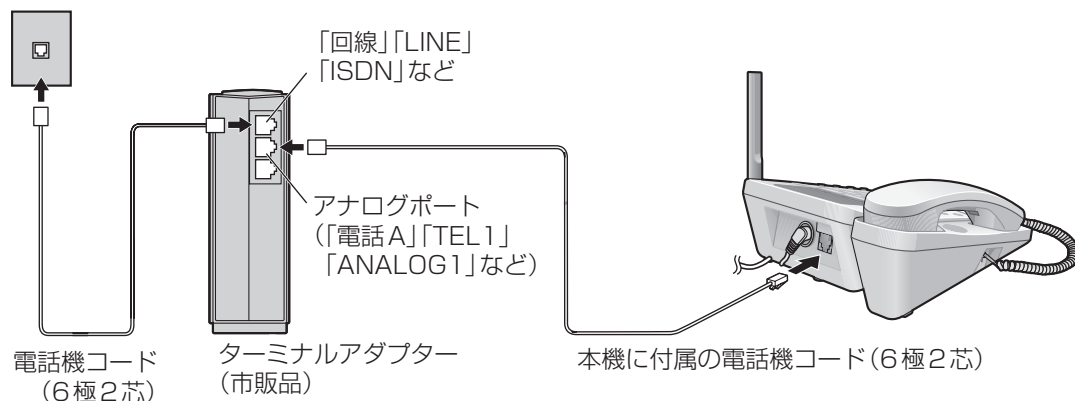 「回線」「LINE」
「ISDN」など
アナログポート
（「電話A」「TEL1」
「ANALOG1」など）
電話機コード
（6極2芯）
ターミナルアダプター
（市販品）
本機に付属の電話機コード（6極2芯）